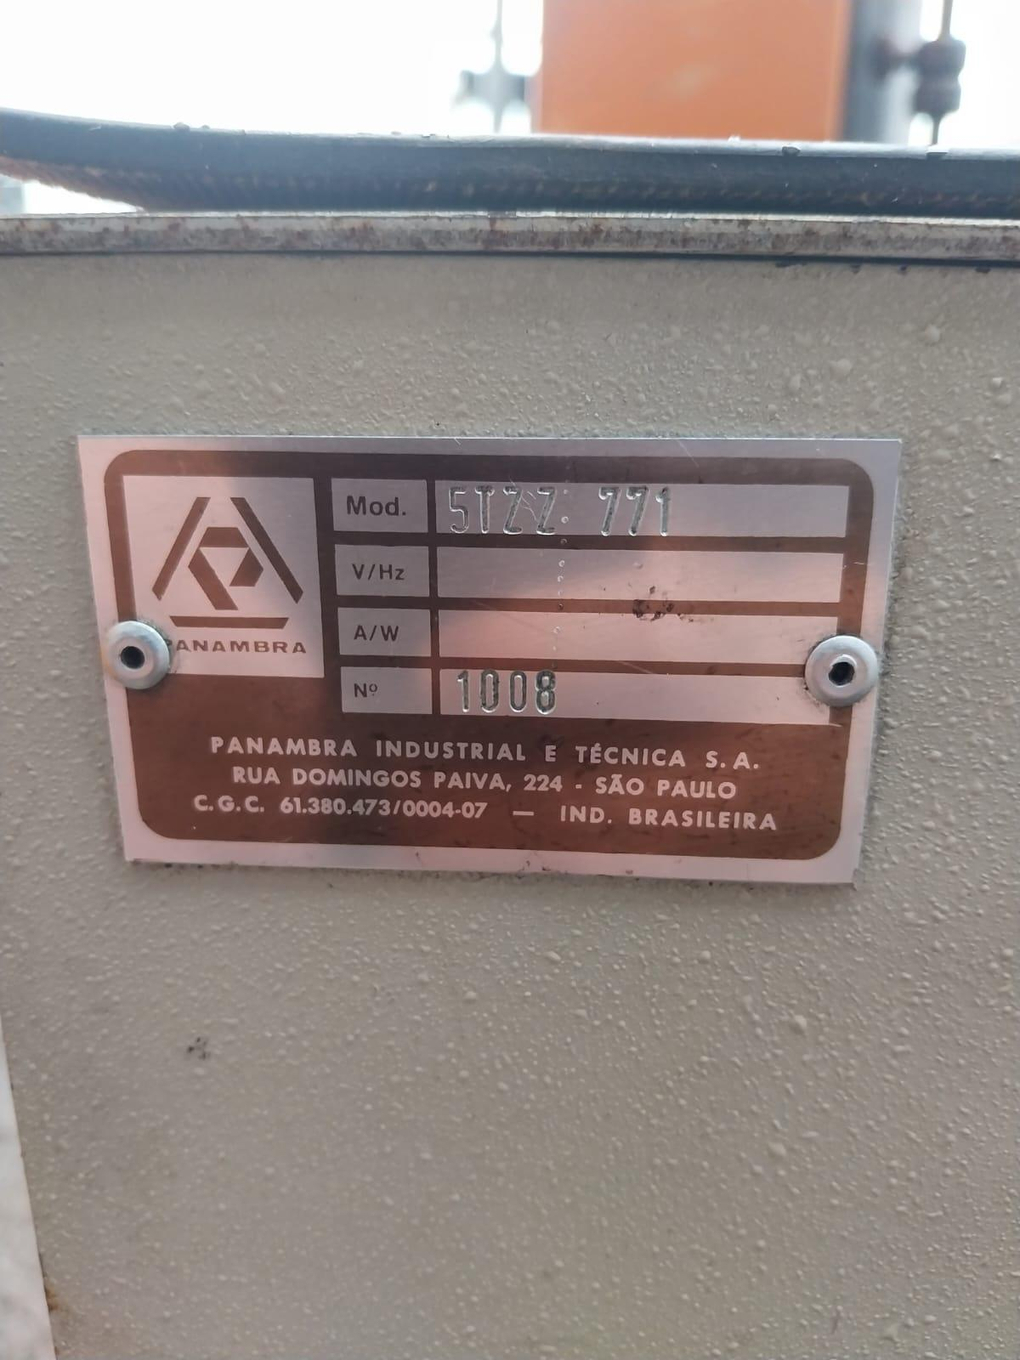 PANAMBRA
Mod. 5TZZ 771
V/Hz
A/W
Nº 1008
PANAMBRA INDUSTRIAL E TÉCNICA S.A.
RUA DOMINGOS PAIVA, 224 - SÃO PAULO
C.G.C. 61.380.473/0004-07 — IND. BRASILEIRA